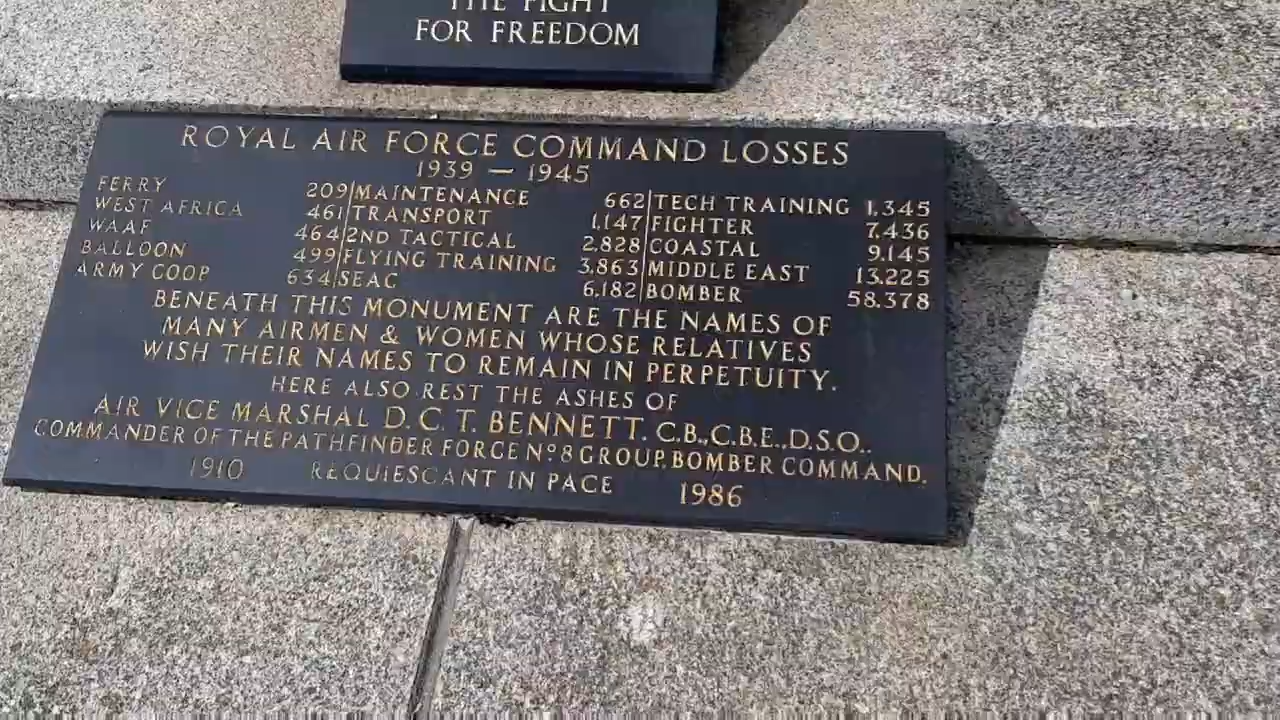 THE FIGHT
FOR FREEDOM
ROYAL AIR FORCE COMMAND LOSSES
1939 — 1945
FERRY 209 MAINTENANCE 662 TECH TRAINING 1,345
WEST AFRICA 461 TRANSPORT 1,147 FIGHTER 7,436
WAAF 464 2ND TACTICAL 2,828 COASTAL 9,145
BALLOON 499 FLYING TRAINING 3,863 MIDDLE EAST 13,225
ARMY COOP 634 SEAC 6,182 BOMBER 58,378
BENEATH THIS MONUMENT ARE THE NAMES OF
MANY AIRMEN & WOMEN WHOSE RELATIVES
WISH THEIR NAMES TO REMAIN IN PERPETUITY.
HERE ALSO REST THE ASHES OF
AIR VICE MARSHAL D.C.T. BENNETT. C.B.,C.B.E.,D.S.O..
COMMANDER OF THE PATHFINDER FORCE Nº 8 GROUP, BOMBER COMMAND.
1910 REQUIESCANT IN PACE 1986